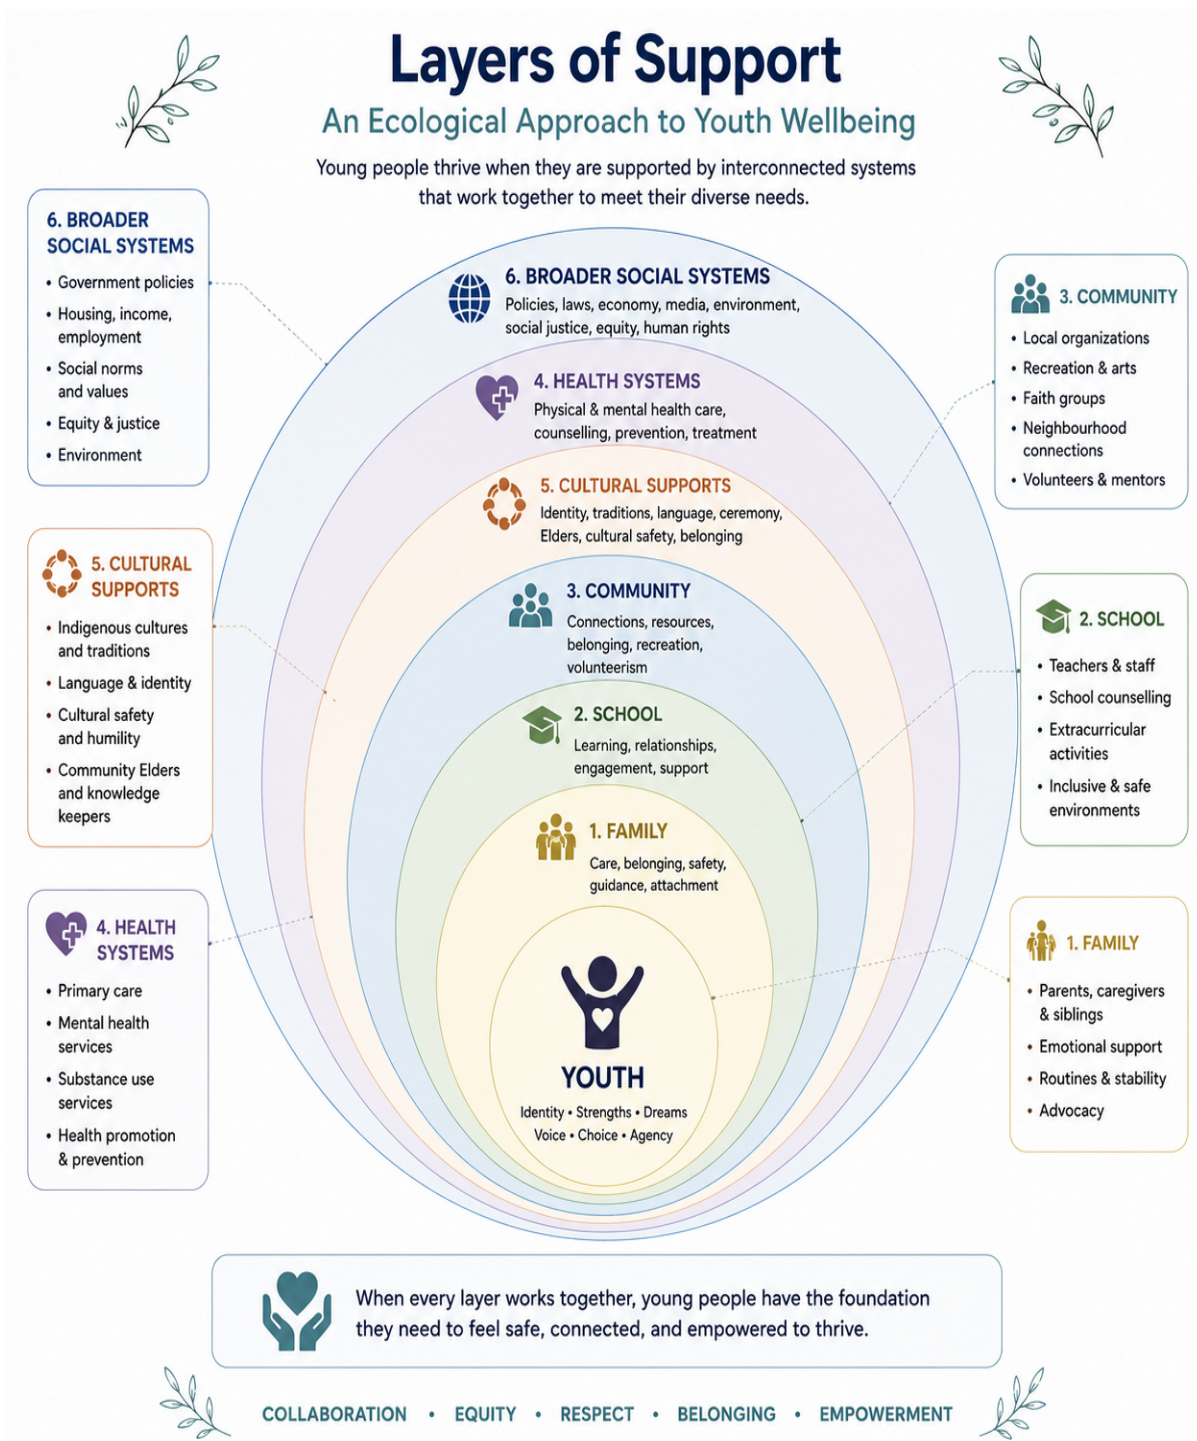 Layers of Support
An Ecological Approach to Youth Wellbeing
Young people thrive when they are supported by interconnected systems
that work together to meet their diverse needs.
6. BROADER
SOCIAL SYSTEMS
• Government policies
• Housing, income,
employment
• Social norms
and values
• Equity & justice
• Environment
5. CULTURAL
SUPPORTS
• Indigenous cultures
and traditions
• Language & identity
• Cultural safety
and humility
• Community Elders
and knowledge
keepers
4. HEALTH
SYSTEMS
• Primary care
• Mental health
services
• Substance use
services
• Health promotion
& prevention
6. BROADER SOCIAL SYSTEMS
Policies, laws, economy, media, environment,
social justice, equity, human rights
4. HEALTH SYSTEMS
Physical & mental health care,
counselling, prevention, treatment
5. CULTURAL SUPPORTS
Identity, traditions, language, ceremony,
Elders, cultural safety, belonging
3. COMMUNITY
Connections, resources,
belonging, recreation,
volunteerism
2. SCHOOL
Learning, relationships,
engagement, support
1. FAMILY
Care, belonging, safety,
guidance, attachment
YOUTH
Identity • Strengths • Dreams
Voice • Choice • Agency
3. COMMUNITY
• Local organizations
• Recreation & arts
• Faith groups
• Neighbourhood
connections
• Volunteers & mentors
2. SCHOOL
• Teachers & staff
• School counselling
• Extracurricular
activities
• Inclusive & safe
environments
1. FAMILY
• Parents, caregivers
& siblings
• Emotional support
• Routines & stability
• Advocacy
When every layer works together, young people have the foundation
they need to feel safe, connected, and empowered to thrive.
COLLABORATION • EQUITY • RESPECT • BELONGING • EMPOWERMENT